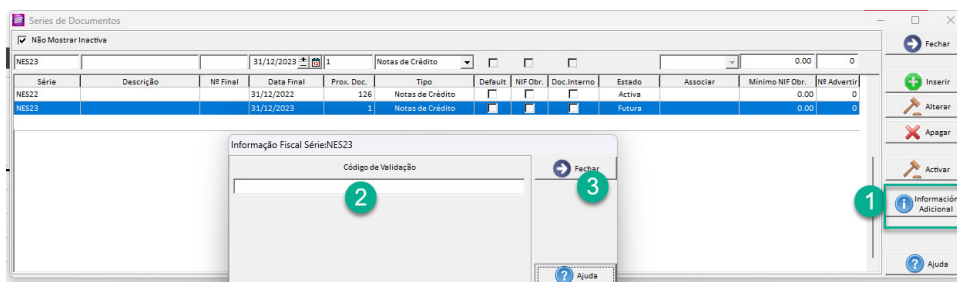 Series de Documentos
Não Mostrar Inactiva
Fechar
NES23 31/12/2023 1 Notas de Crédito 0.00 0
Série Descrição Nº Final Data Final Prox. Doc. Tipo Default NIF Obr. Doc.Interno Estado Associar Minimo NIF Obr. Nº Advertir
Inserir
NES22 31/12/2022 126 Notas de Crédito Activa 0.00 0
NES23 31/12/2023 1 Notas de Crédito Futura 0.00 0
Alterar
Apagar
Informação Fiscal Série:NES23
Código de Validação
Fechar
Activar
2
3
1
Información
Adicional
Ajuda
Ajuda